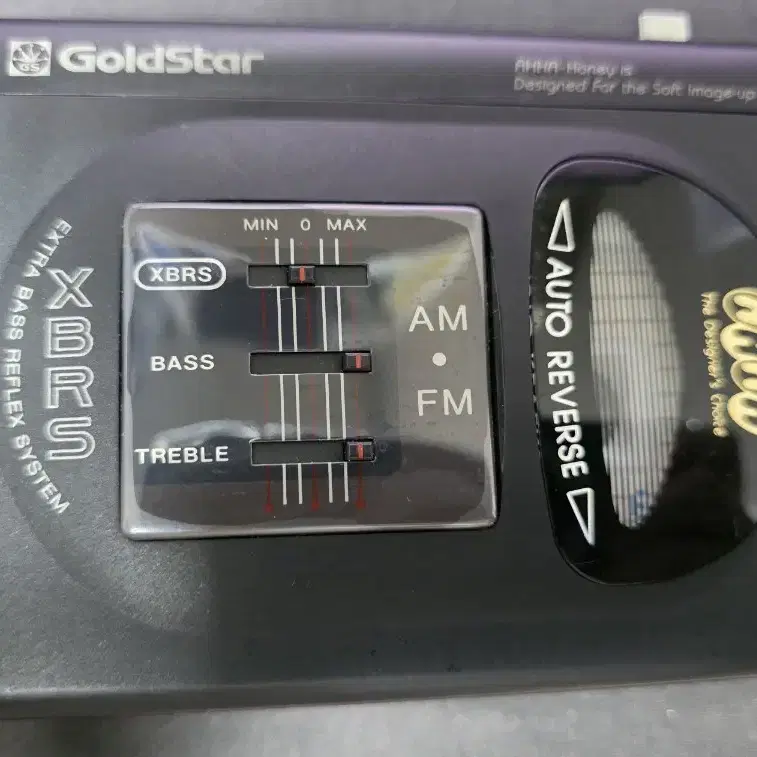 GS GoldStar
AHHA Honey is
Designed For the Soft Image-up
EXTRA BASS REFLEX SYSTEM
XBRS
MIN 0 MAX
XBRS
BASS
TREBLE
AM
FM
AUTO REVERSE
The Designer's Choice